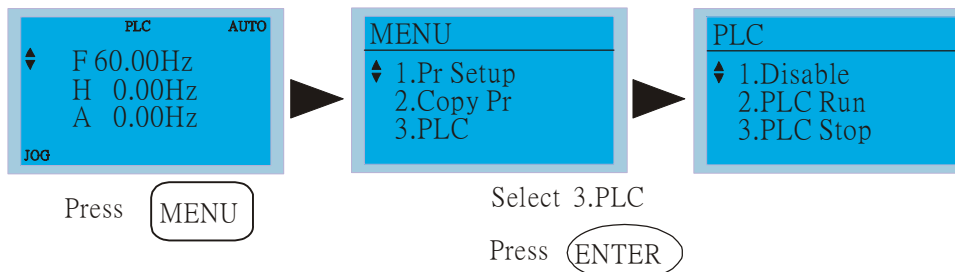 PLC AUTO
F 60.00Hz
H 0.00Hz
A 0.00Hz
JOG
Press MENU
MENU
1.Pr Setup
2.Copy Pr
3.PLC
Select 3.PLC
Press ENTER
PLC
1.Disable
2.PLC Run
3.PLC Stop